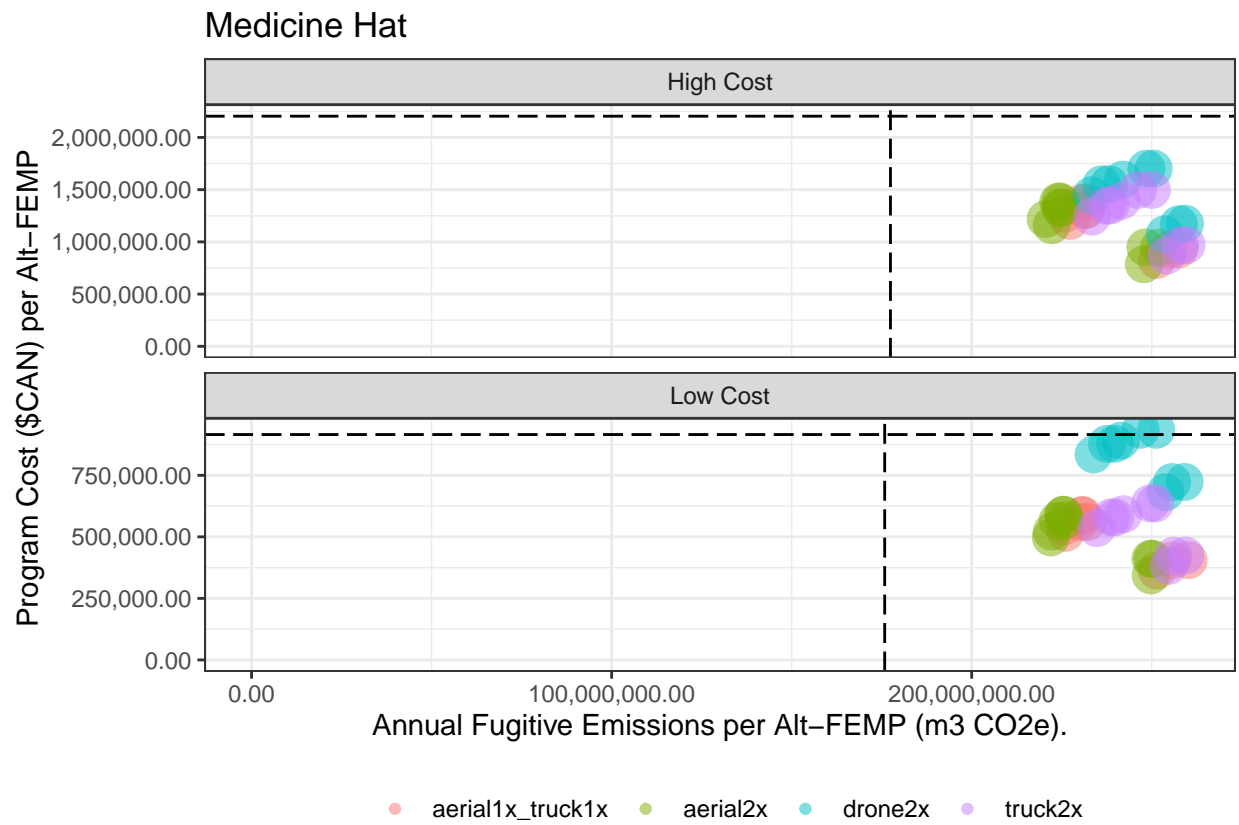 Medicine Hat
High Cost
2,000,000.00
1,500,000.00
1,000,000.00
500,000.00
0.00
Low Cost
750,000.00
500,000.00
250,000.00
0.00
Program Cost ($CAN) per Alt−FEMP
0.00 100,000,000.00 200,000,000.00
Annual Fugitive Emissions per Alt−FEMP (m3 CO2e).
aerial1x_truck1x aerial2x drone2x truck2x